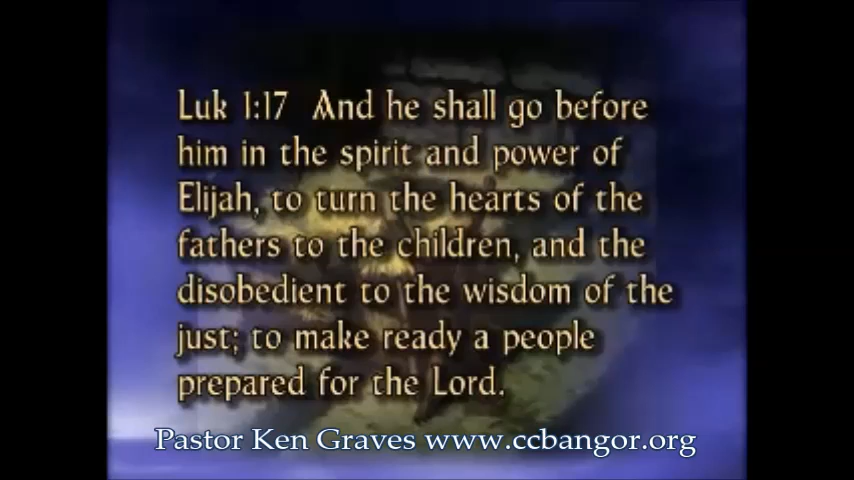 Luk 1:17 And he shall go before
him in the spirit and power of
Elijah, to turn the hearts of the
fathers to the children, and the
disobedient to the wisdom of the
just; to make ready a people
prepared for the Lord.
Pastor Ken Graves www.ccbangor.org